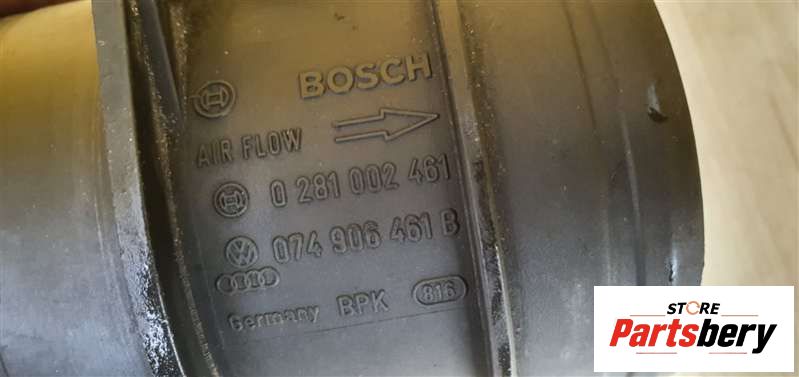 BOSCH
AIR FLOW
0 281 002 461
074 906 461 B
Germany BPK 816
STORE
Partsbery